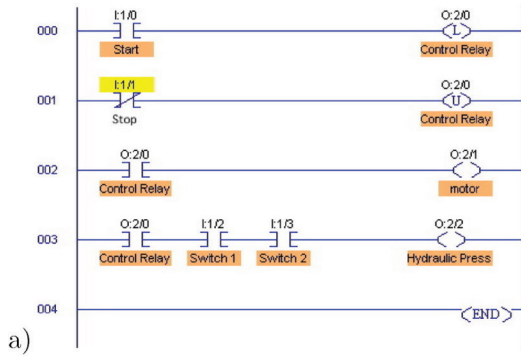 I:1/0 O:2/0
000 L
Start Control Relay
I:1/1 O:2/0
001 U
Stop Control Relay
O:2/0 O:2/1
002
Control Relay motor
O:2/0 I:1/2 I:1/3 O:2/2
003
Control Relay Switch 1 Switch 2 Hydraulic Press
004 END
a)